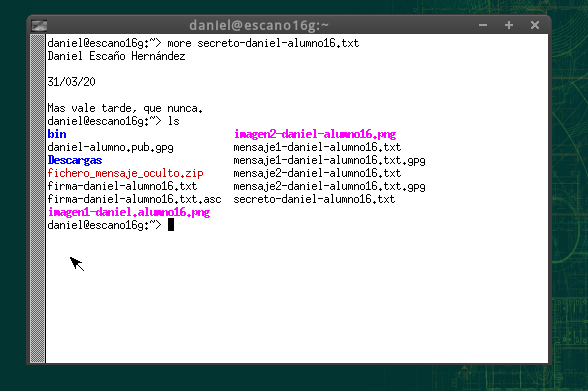 daniel@escano16g:~
daniel@escano16g:~> more secreto-daniel-alumno16.txt
Daniel Escaño Hernández
31/03/20
Mas vale tarde, que nunca.
daniel@escano16g:~> ls
bin imagen2-daniel-alumno16.png
daniel-alumno.pub.gpg mensaje1-daniel-alumno16.txt
Descargas mensaje1-daniel-alumno16.txt.gpg
fichero_mensaje_oculto.zip mensaje2-daniel-alumno16.txt
firma-daniel-alumno16.txt mensaje2-daniel-alumno16.txt.gpg
firma-daniel-alumno16.txt.asc secreto-daniel-alumno16.txt
imagen1-daniel.alumno16.png
daniel@escano16g:~>